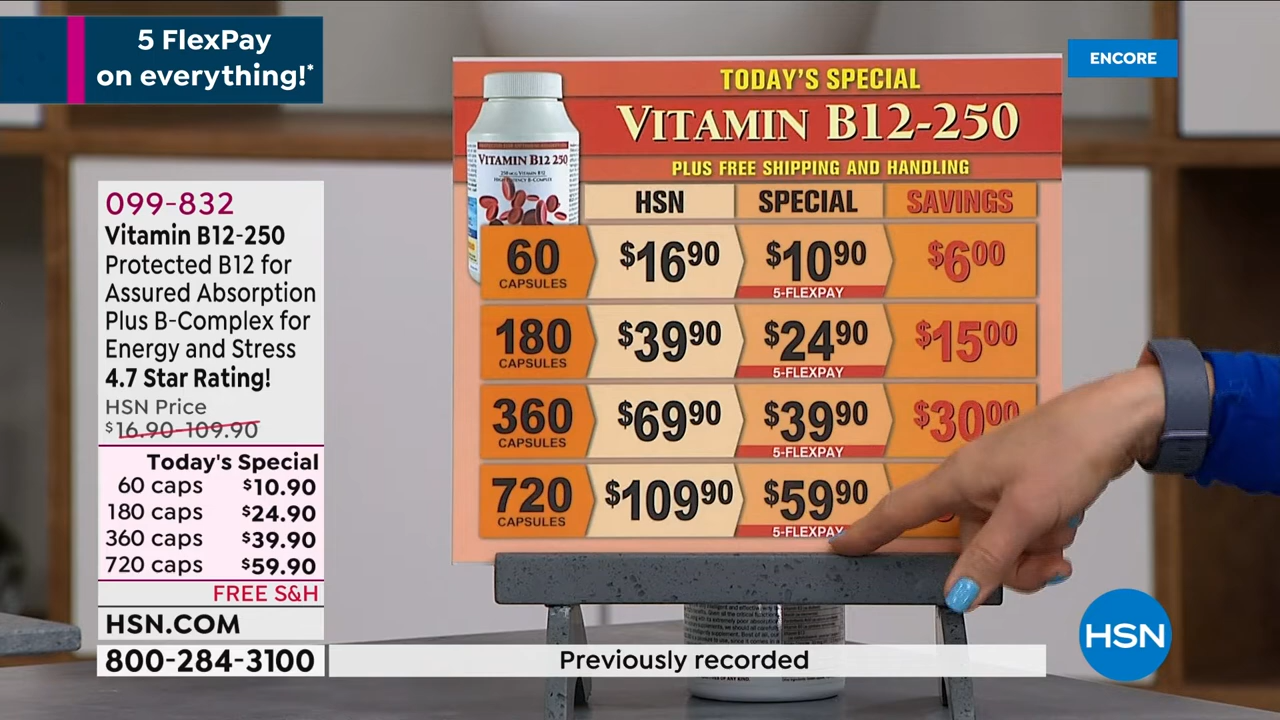 5 FlexPay
on everything!*
ENCORE
099-832
Vitamin B12-250
Protected B12 for
Assured Absorption
Plus B-Complex for
Energy and Stress
4.7 Star Rating!
HSN Price
$16.90-109.90
Today's Special
60 caps $10.90
180 caps $24.90
360 caps $39.90
720 caps $59.90
FREE S&H
HSN.COM
800-284-3100
TODAY'S SPECIAL
VITAMIN B12-250
PLUS FREE SHIPPING AND HANDLING
VITAMIN B12 250
HSN SPECIAL SAVINGS
60 CAPSULES $16.90 $10.90 $6.00
5-FLEXPAY
180 CAPSULES $39.90 $24.90 $15.00
5-FLEXPAY
360 CAPSULES $69.90 $39.90 $30.00
5-FLEXPAY
720 CAPSULES $109.90 $59.90
5-FLEXPAY
Previously recorded
HSN